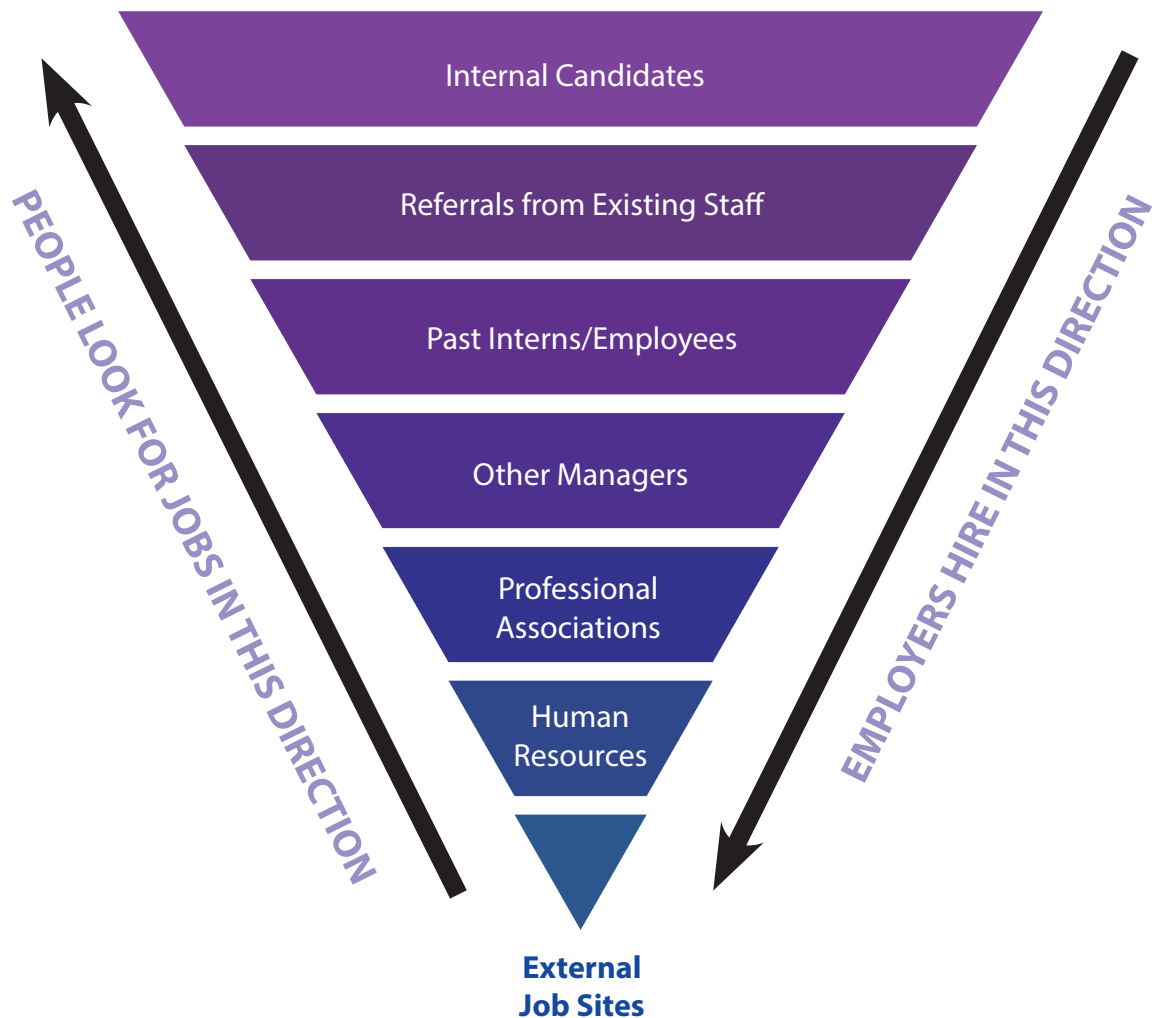 Internal Candidates
Referrals from Existing Staff
Past Interns/Employees
Other Managers
Professional
Associations
Human
Resources
External
Job Sites
PEOPLE LOOK FOR JOBS IN THIS DIRECTION
EMPLOYERS HIRE IN THIS DIRECTION